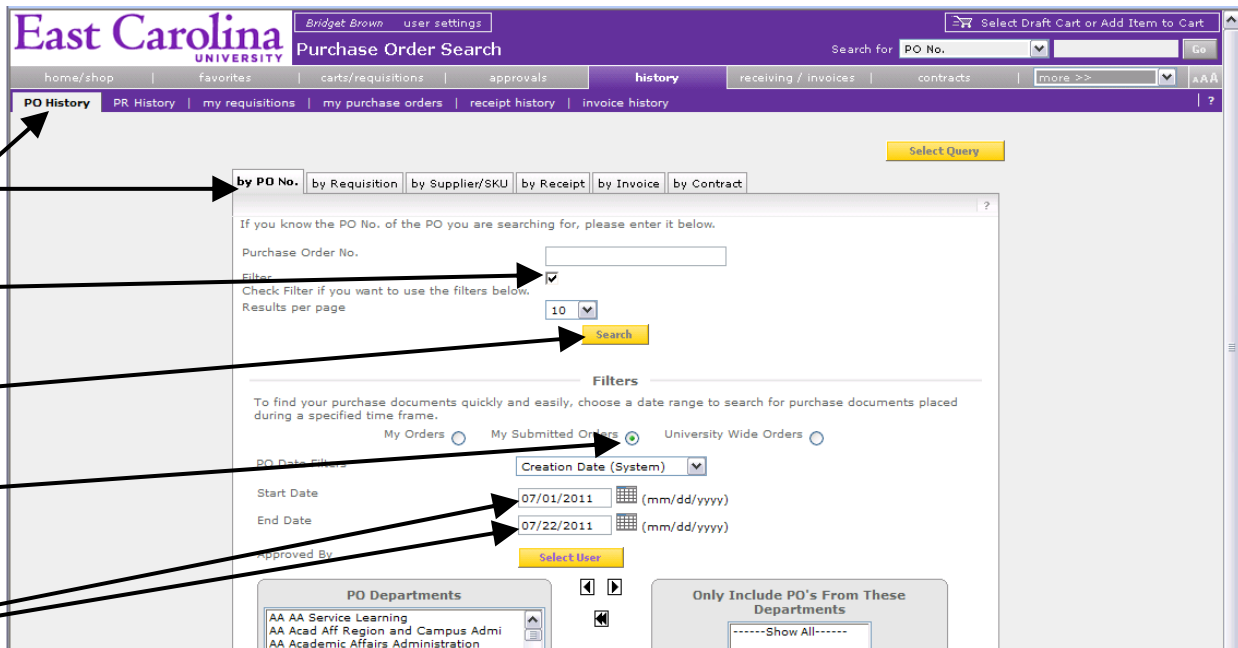 East Carolina
UNIVERSITY
Bridget Brown user settings
Select Draft Cart or Add Item to Cart
Purchase Order Search
Search for PO No. Go
home/shop | favorites | carts/requisitions | approvals history receiving / invoices | contracts | more >> AAA
PO History PR History | my requisitions | my purchase orders | receipt history | invoice history | ?
Select Query
by PO No. by Requisition by Supplier/SKU by Receipt by Invoice by Contract
?
If you know the PO No. of the PO you are searching for, please enter it below.
Purchase Order No.
Filter
Check Filter if you want to use the filters below.
Results per page 10
Search
Filters
To find your purchase documents quickly and easily, choose a date range to search for purchase documents placed
during a specified time frame.
My Orders My Submitted Orders University Wide Orders
PO Date Filters Creation Date (System)
Start Date 07/01/2011 (mm/dd/yyyy)
End Date 07/22/2011 (mm/dd/yyyy)
Approved By Select User
PO Departments
AA AA Service Learning
AA Acad Aff Region and Campus Admi
AA Academic Affairs Administration
Only Include PO's From These
Departments
------Show All------